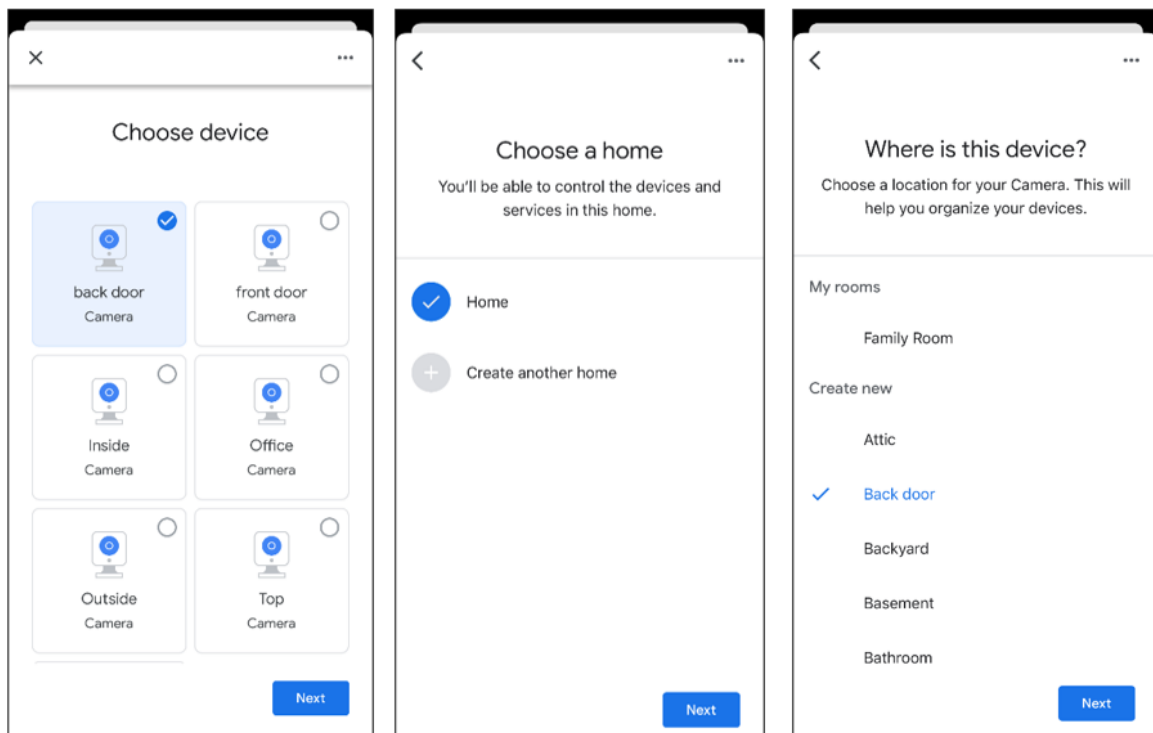 Choose device
back door
Camera
front door
Camera
Inside
Camera
Office
Camera
Outside
Camera
Top
Camera
Next
Choose a home
You'll be able to control the devices and
services in this home.
Home
Create another home
Next
Where is this device?
Choose a location for your Camera. This will
help you organize your devices.
My rooms
Family Room
Create new
Attic
Back door
Backyard
Basement
Bathroom
Next